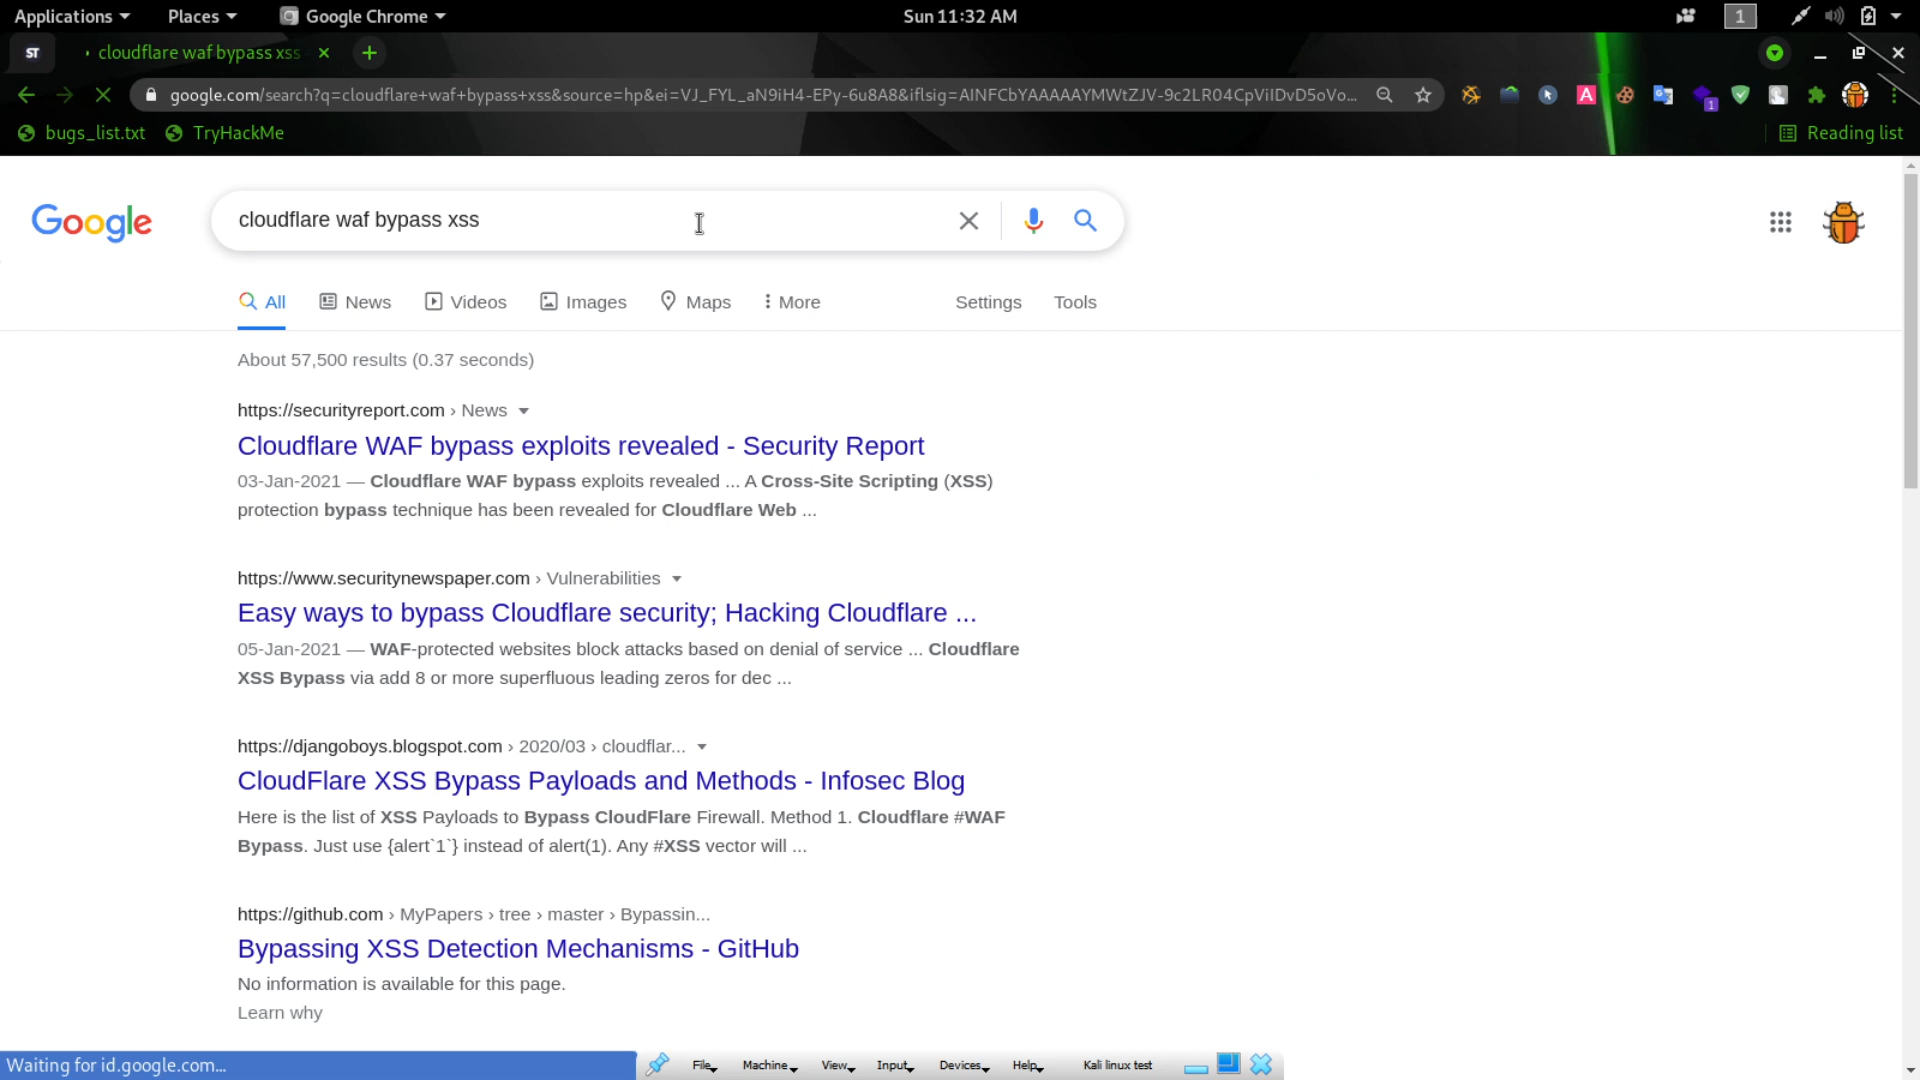 Applications Places Google Chrome Sun 11:32 AM 1
ST cloudflare waf bypass xss
google.com/search?q=cloudflare+waf+bypass+xss&source=hp&ei=VJ_FYL_aN9iH4-EPy-6u8A8&iflsig=AINFCbYAAAAAYMWtZJV-9c2LR04CpViIDvD5oVo... A 1
bugs_list.txt TryHackMe Reading list
Google cloudflare waf bypass xss
All News Videos Images Maps More Settings Tools
About 57,500 results (0.37 seconds)
https://securityreport.com › News
Cloudflare WAF bypass exploits revealed - Security Report
03-Jan-2021 — Cloudflare WAF bypass exploits revealed ... A Cross-Site Scripting (XSS)
protection bypass technique has been revealed for Cloudflare Web ...
https://www.securitynewspaper.com › Vulnerabilities
Easy ways to bypass Cloudflare security; Hacking Cloudflare ...
05-Jan-2021 — WAF-protected websites block attacks based on denial of service ... Cloudflare
XSS Bypass via add 8 or more superfluous leading zeros for dec ...
https://djangoboys.blogspot.com › 2020/03 › cloudflar...
CloudFlare XSS Bypass Payloads and Methods - Infosec Blog
Here is the list of XSS Payloads to Bypass CloudFlare Firewall. Method 1. Cloudflare #WAF
Bypass. Just use {alert`1`} instead of alert(1). Any #XSS vector will ...
https://github.com › MyPapers › tree › master › Bypassin...
Bypassing XSS Detection Mechanisms - GitHub
No information is available for this page.
Learn why
Waiting for id.google.com... File Machine View Input Devices Help Kali linux test